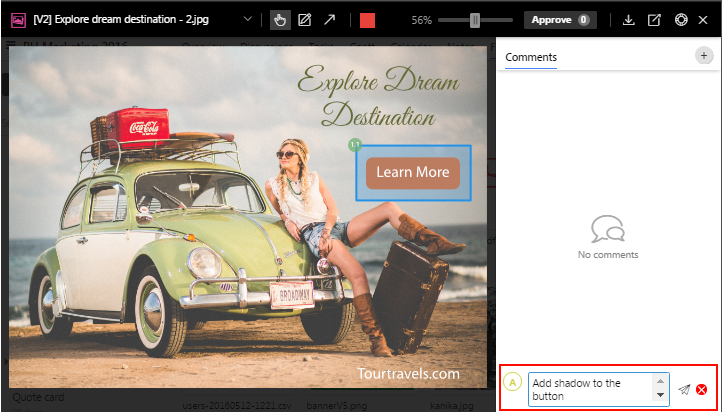 [V2] Explore dream destination - 2.jpg
56%
Approve 0
Comments
Explore Dream
Destination
Coca-Cola
1.1
Learn More
BROADWAY
No comments
Tourtravels.com
A
Add shadow to the
button
Quote card
users-20160512-1221.csv
bannerV5.png
kanika.jpg